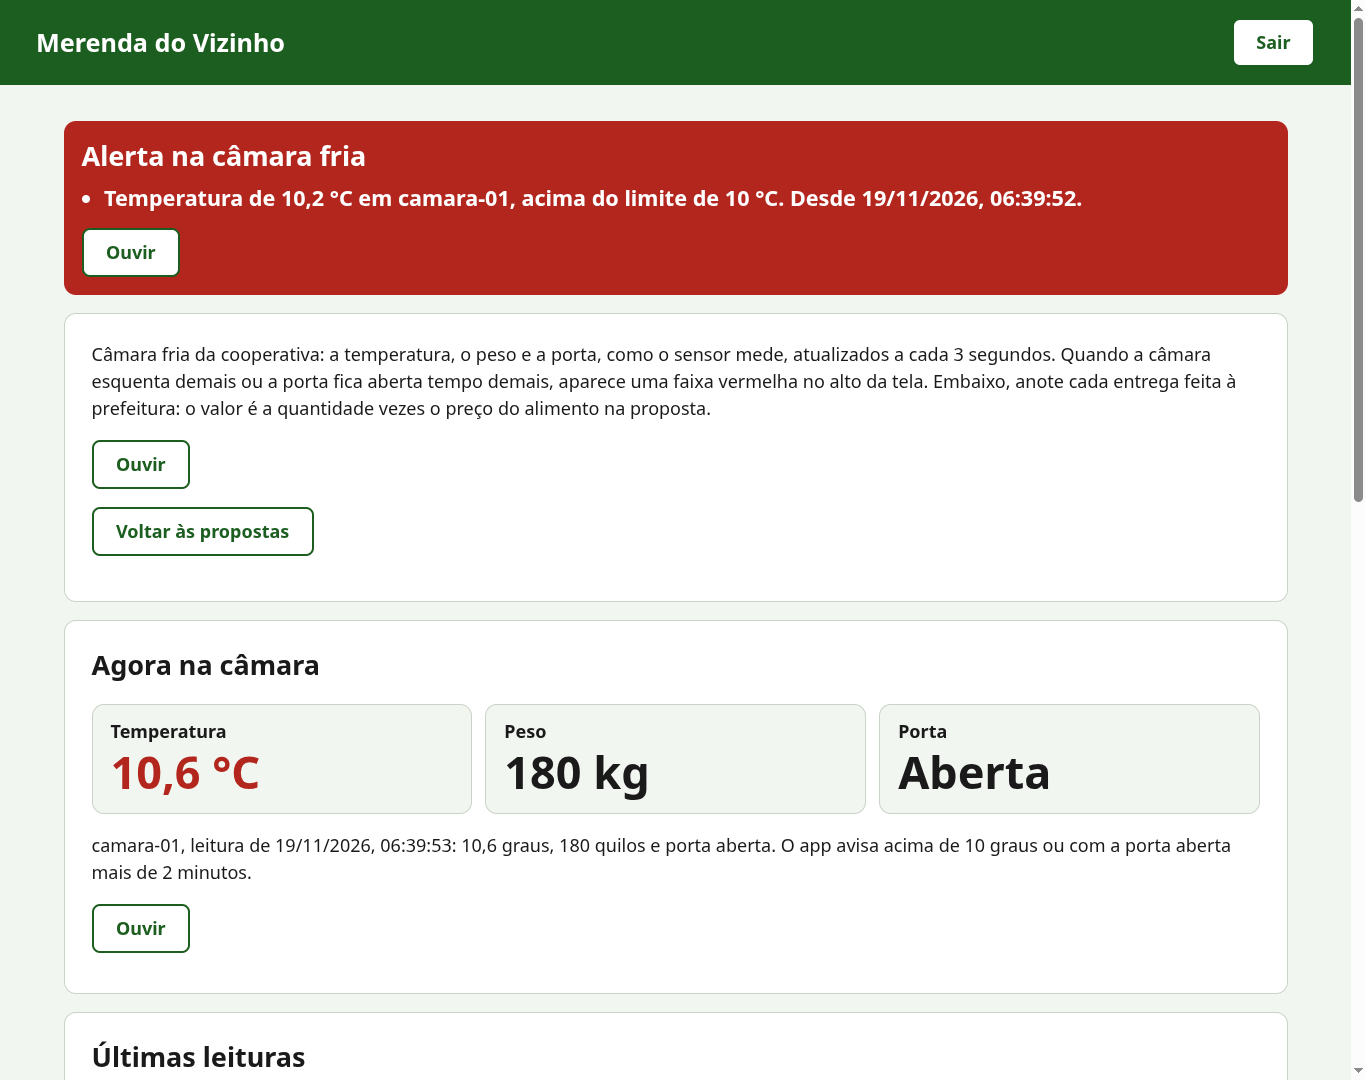 Merenda do Vizinho
Sair
Alerta na câmara fria
• Temperatura de 10,2 °C em camara-01, acima do limite de 10 °C. Desde 19/11/2026, 06:39:52.
Ouvir
Câmara fria da cooperativa: a temperatura, o peso e a porta, como o sensor mede, atualizados a cada 3 segundos. Quando a câmara
esquenta demais ou a porta fica aberta tempo demais, aparece uma faixa vermelha no alto da tela. Embaixo, anote cada entrega feita à
prefeitura: o valor é a quantidade vezes o preço do alimento na proposta.
Ouvir
Voltar às propostas
Agora na câmara
Temperatura
10,6 °C
Peso
180 kg
Porta
Aberta
camara-01, leitura de 19/11/2026, 06:39:53: 10,6 graus, 180 quilos e porta aberta. O app avisa acima de 10 graus ou com a porta aberta
mais de 2 minutos.
Ouvir
Últimas leituras